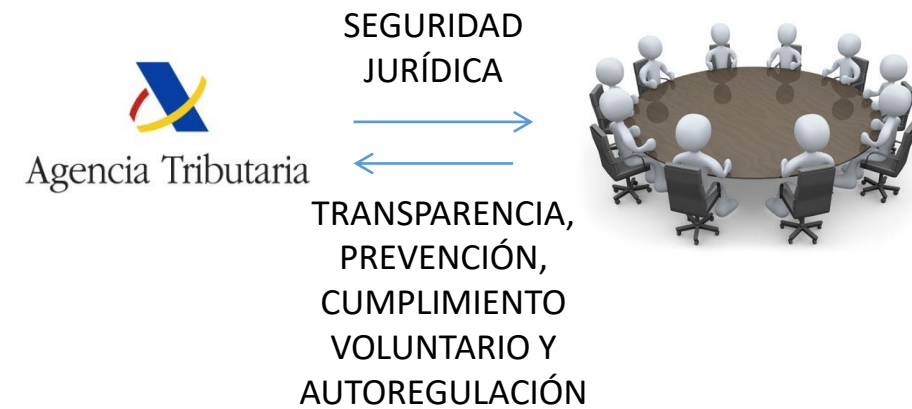 SEGURIDAD
JURÍDICA
Agencia Tributaria
TRANSPARENCIA,
PREVENCIÓN,
CUMPLIMIENTO
VOLUNTARIO Y
AUTOREGULACIÓN